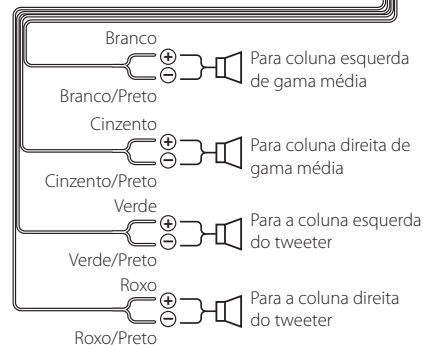 Branco
+
−
Branco/Preto
Para coluna esquerda
de gama média
Cinzento
+
−
Cinzento/Preto
Para coluna direita de
gama média
Verde
+
−
Verde/Preto
Para a coluna esquerda
do tweeter
Roxo
+
−
Roxo/Preto
Para a coluna direita
do tweeter